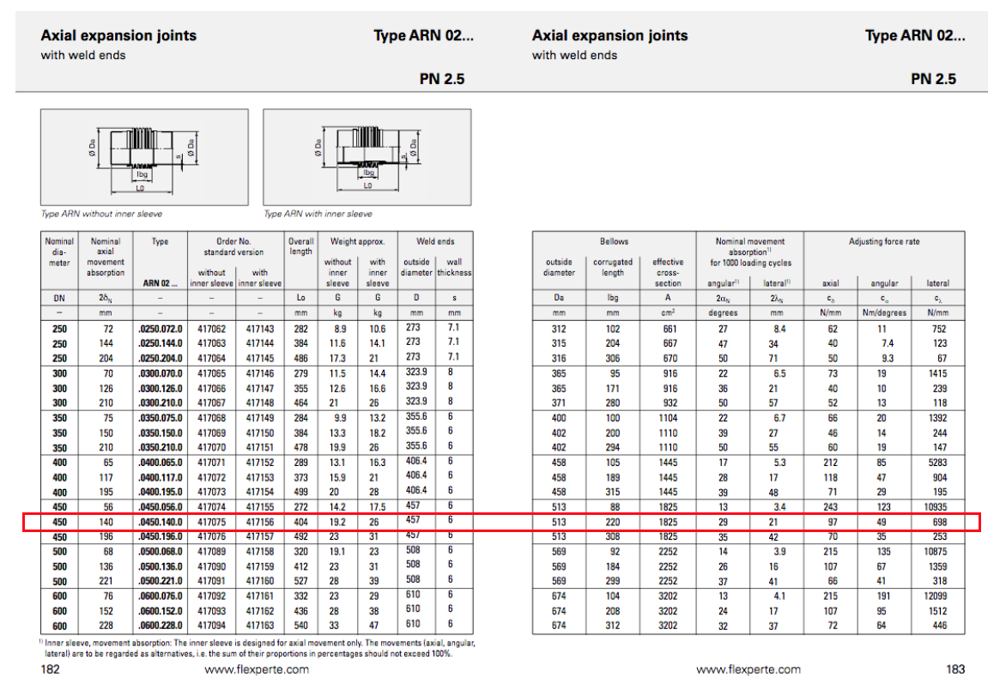 Axial expansion joints Type ARN 02...
with weld ends
PN 2.5
Ø Da lbg L0 s Ø Da
Ø Da lbg L0 s Ø Da
Type ARN without inner sleeve Type ARN with inner sleeve
Nominal Nominal Type Order No. Overall Weight approx. Weld ends
dia- axial standard version length
meter movement without with outside wall
absorption without with inner inner diameter thickness
ARN 02 ... inner sleeve inner sleeve sleeve sleeve
DN 2δN – – – Lo G G D s
– mm – – – mm kg kg mm mm
250 72 .0250.072.0 417062 417143 282 8.9 10.6 273 7.1
250 144 .0250.144.0 417063 417144 384 11.6 14.1 273 7.1
250 204 .0250.204.0 417064 417145 486 17.3 21 273 7.1
300 70 .0300.070.0 417065 417146 279 11.5 14.4 323.9 8
300 126 .0300.126.0 417066 417147 355 12.6 16.6 323.9 8
300 210 .0300.210.0 417067 417148 464 21 26 323.9 8
350 75 .0350.075.0 417068 417149 284 9.9 13.2 355.6 6
350 150 .0350.150.0 417069 417150 384 13.3 18.2 355.6 6
350 210 .0350.210.0 417070 417151 478 19.9 26 355.6 6
400 65 .0400.065.0 417071 417152 289 13.1 16.3 406.4 6
400 117 .0400.117.0 417072 417153 373 15.9 21 406.4 6
400 195 .0400.195.0 417073 417154 499 20 28 406.4 6
450 56 .0450.056.0 417074 417155 272 14.2 17.5 457 6
450 140 .0450.140.0 417075 417156 404 19.2 26 457 6
450 196 .0450.196.0 417076 417157 492 23 31 457 6
500 68 .0500.068.0 417089 417158 320 19.1 23 508 6
500 136 .0500.136.0 417090 417159 412 23 31 508 6
500 221 .0500.221.0 417091 417160 527 28 39 508 6
600 76 .0600.076.0 417092 417161 332 23 29 610 6
600 152 .0600.152.0 417093 417162 436 28 38 610 6
600 228 .0600.228.0 417094 417163 540 33 47 610 6
1) Inner sleeve, movement absorption: The inner sleeve is designed for axial movement only. The movements (axial, angular,
lateral) are to be regarded as alternatives, i.e. the sum of their proportions in percentages should not exceed 100%.
182 www.flexperte.com
Axial expansion joints Type ARN 02...
with weld ends
PN 2.5
Bellows Nominal movement Adjusting force rate
absorption1)
outside corrugated effective for 1000 loading cycles
diameter length cross-
section angular1) lateral1) axial angular lateral
Da lbg A 2αN 2λN cδ cα cλ
mm mm cm2 degrees mm N/mm Nm/degrees N/mm
312 102 661 27 8.4 62 11 752
315 204 667 47 34 40 7.4 123
316 306 670 50 71 50 9.3 67
365 95 916 22 6.5 73 19 1415
365 171 916 36 21 40 10 239
371 280 932 50 57 52 13 118
400 100 1104 22 6.7 66 20 1392
402 200 1110 39 27 46 14 244
402 294 1110 50 55 60 19 147
458 105 1445 17 5.3 212 85 5283
458 189 1445 28 17 118 47 904
458 315 1445 39 48 71 29 195
513 88 1825 13 3.4 243 123 10935
513 220 1825 29 21 97 49 698
513 308 1825 35 42 70 35 253
569 92 2252 14 3.9 215 135 10875
569 184 2252 26 16 107 67 1359
569 299 2252 37 41 66 41 318
674 104 3202 13 4.1 215 191 12099
674 208 3202 24 17 107 95 1512
674 312 3202 32 37 72 64 446
www.flexperte.com 183